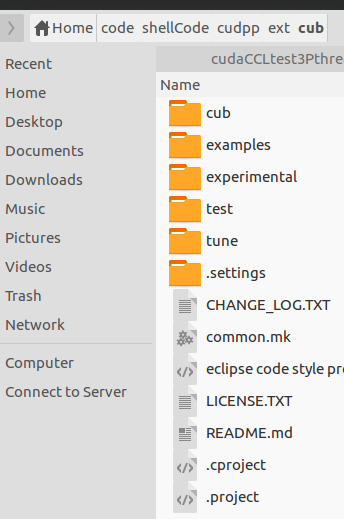 Home code shellCode cudpp ext cub
Recent
Home
Desktop
Documents
Downloads
Music
Pictures
Videos
Trash
Network
Computer
Connect to Server
cudaCCLtest3Pthrea
Name
cub
examples
experimental
test
tune
.settings
CHANGE_LOG.TXT
common.mk
eclipse code style pr
LICENSE.TXT
README.md
.cproject
.project